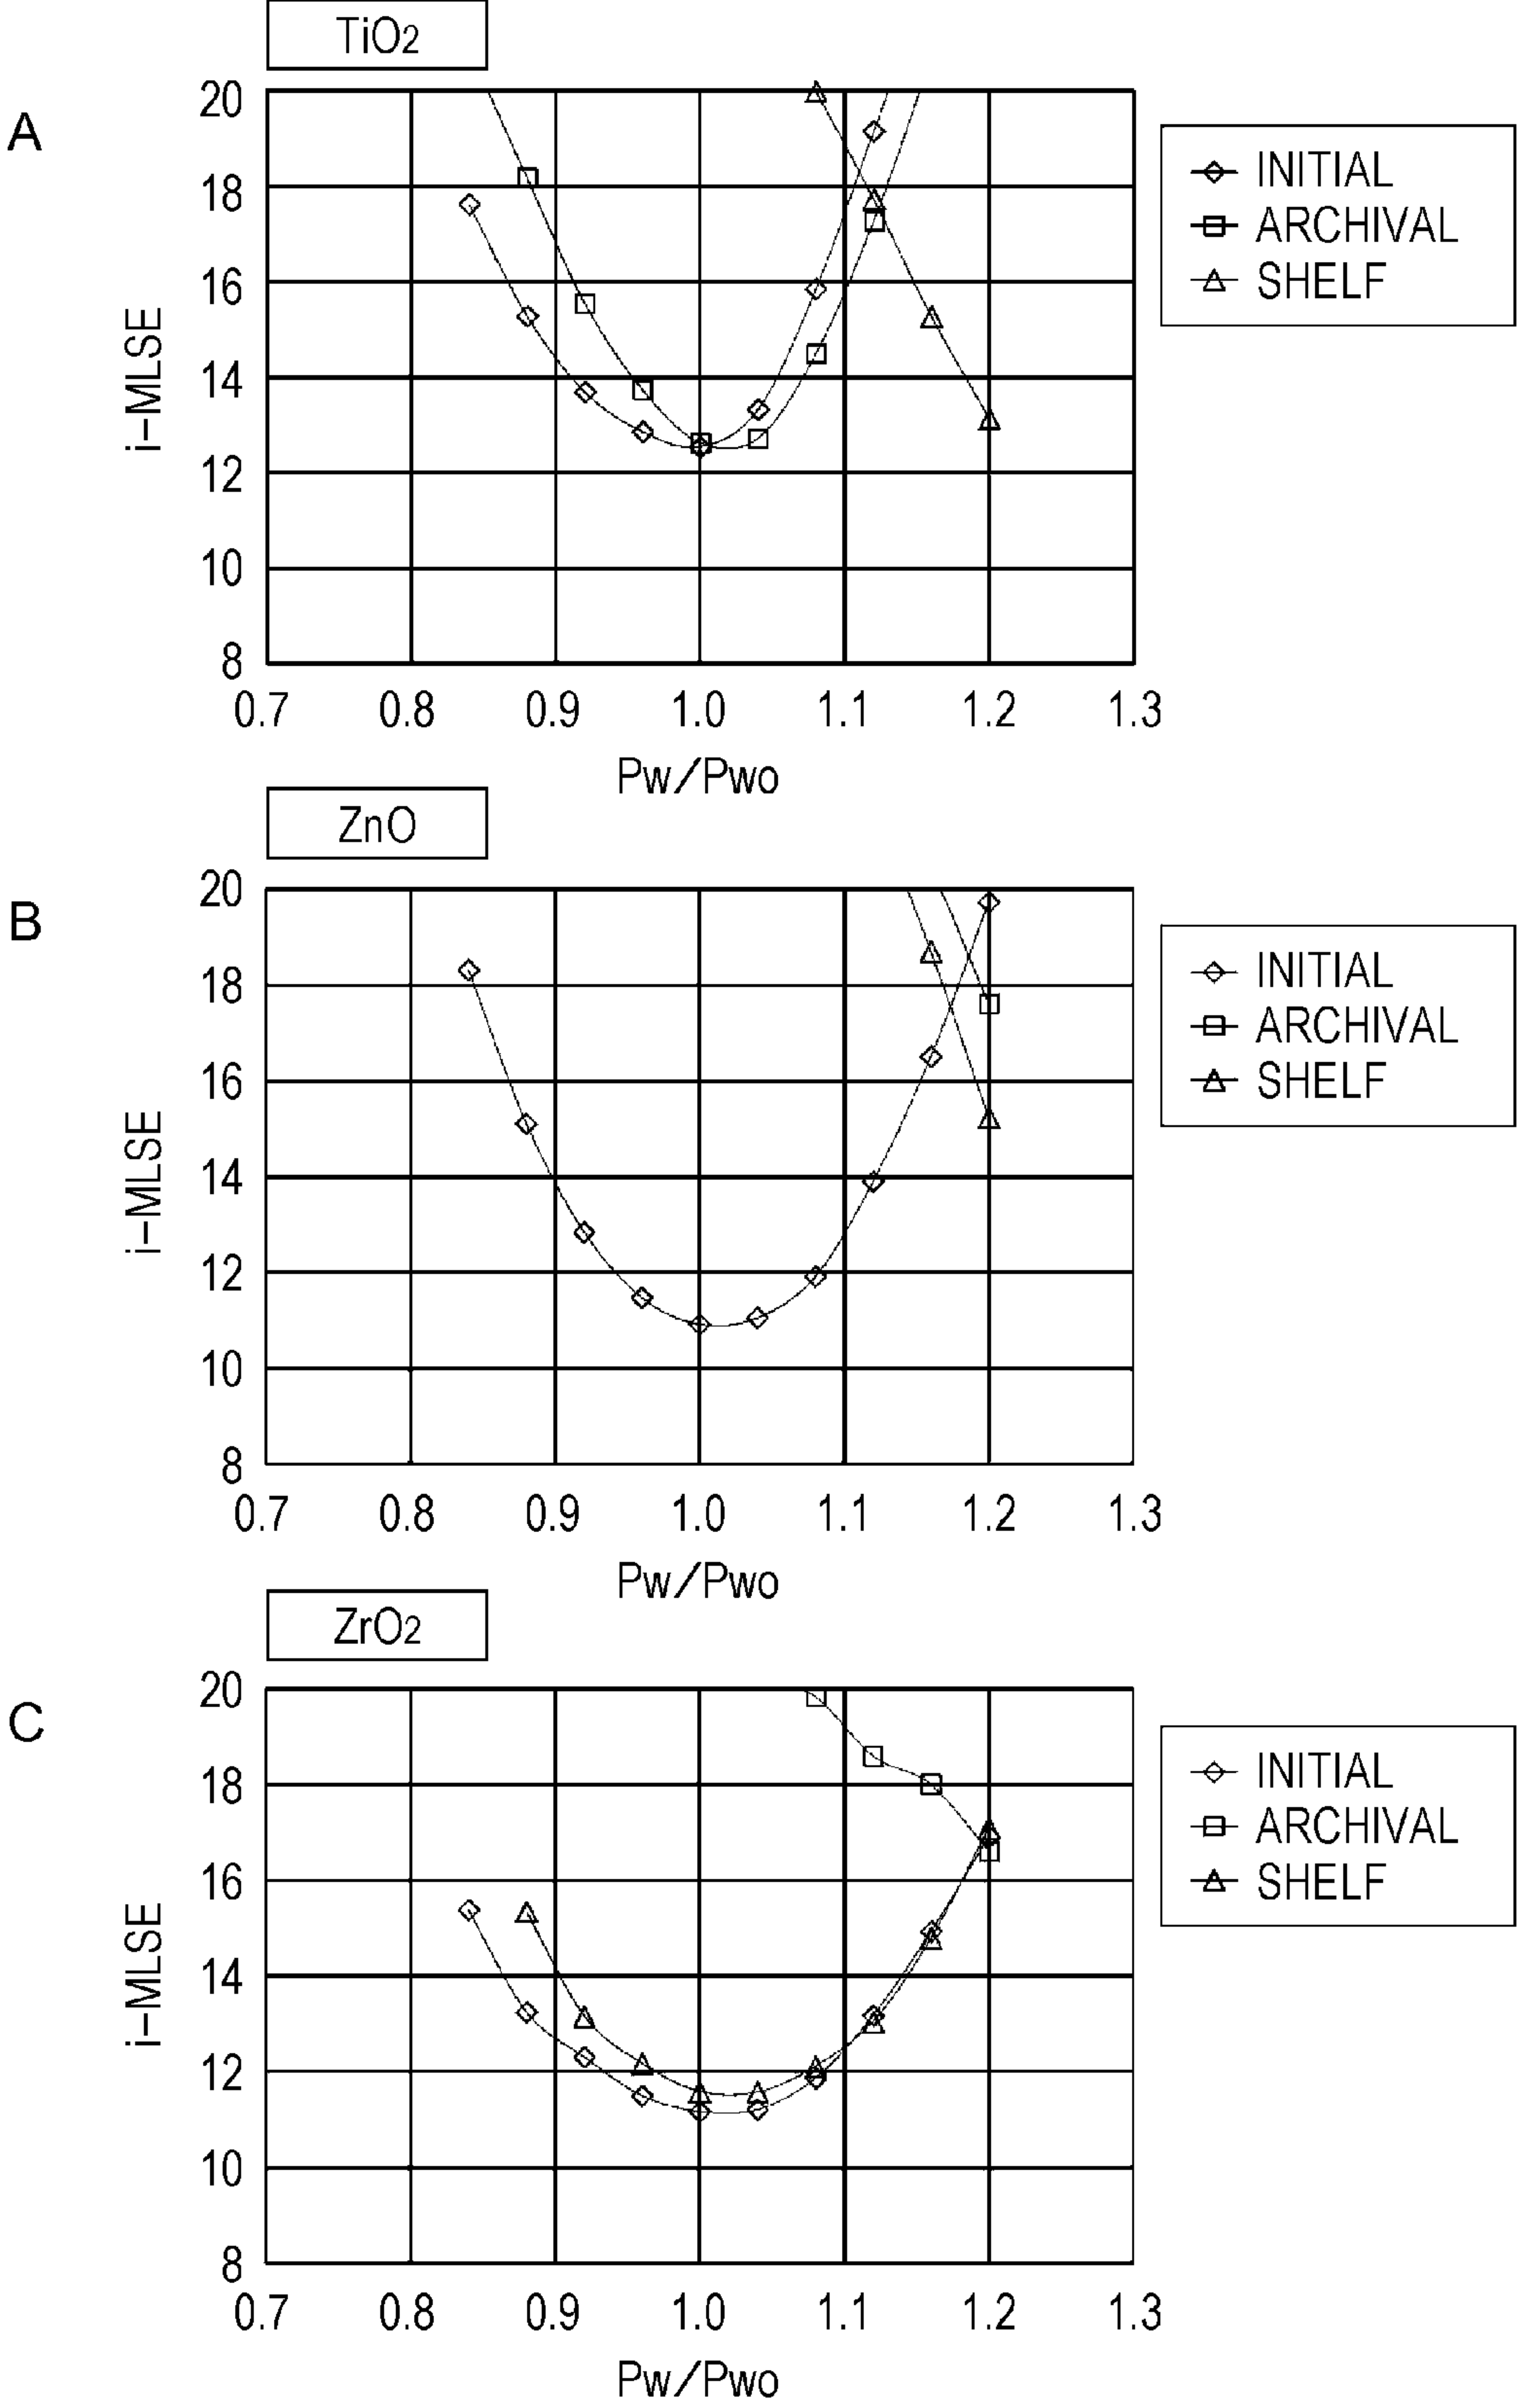 TiO2
A
20
18
16
14
12
10
8
i-MLSE
0.7 0.8 0.9 1.0 1.1 1.2 1.3
Pw/Pwo
INITIAL
ARCHIVAL
SHELF
ZnO
B
20
18
16
14
12
10
8
i-MLSE
0.7 0.8 0.9 1.0 1.1 1.2 1.3
Pw/Pwo
INITIAL
ARCHIVAL
SHELF
ZrO2
C
20
18
16
14
12
10
8
i-MLSE
0.7 0.8 0.9 1.0 1.1 1.2 1.3
Pw/Pwo
INITIAL
ARCHIVAL
SHELF